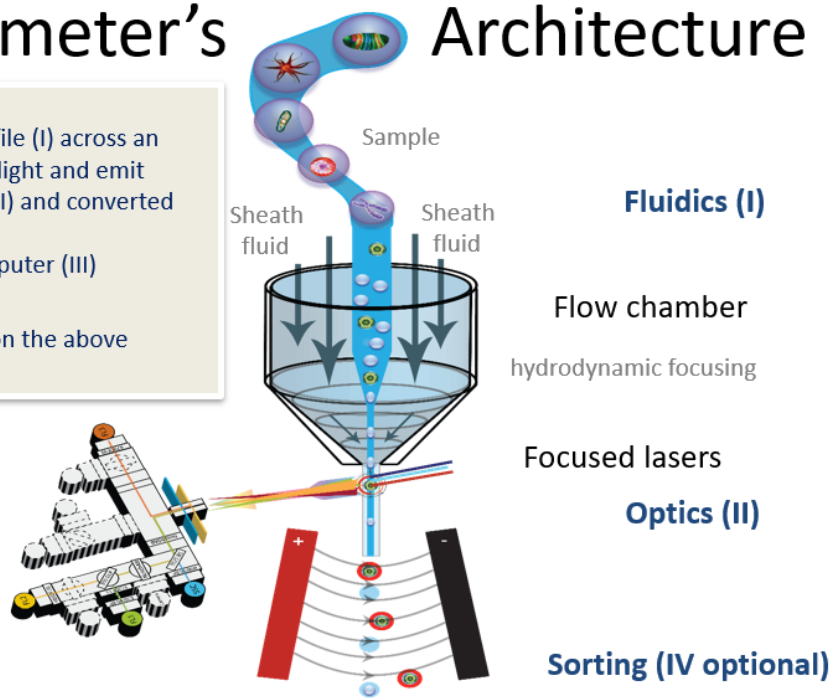 meter's Architecture
file (I) across an
light and emit
I) and converted
puter (III)
on the above
Sample
Sheath
fluid
Sheath
fluid
Fluidics (I)
Flow chamber
hydrodynamic focusing
Focused lasers
Optics (II)
+
-
Sorting (IV optional)